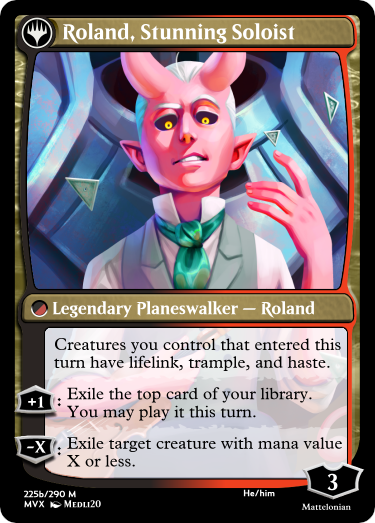 Roland, Stunning Soloist
Legendary Planeswalker — Roland
Creatures you control that entered this
turn have lifelink, trample, and haste.
+1: Exile the top card of your library.
You may play it this turn.
-X: Exile target creature with mana value
X or less.
3
225b/290 M
He/him
MVX Medli20
Mattelonian